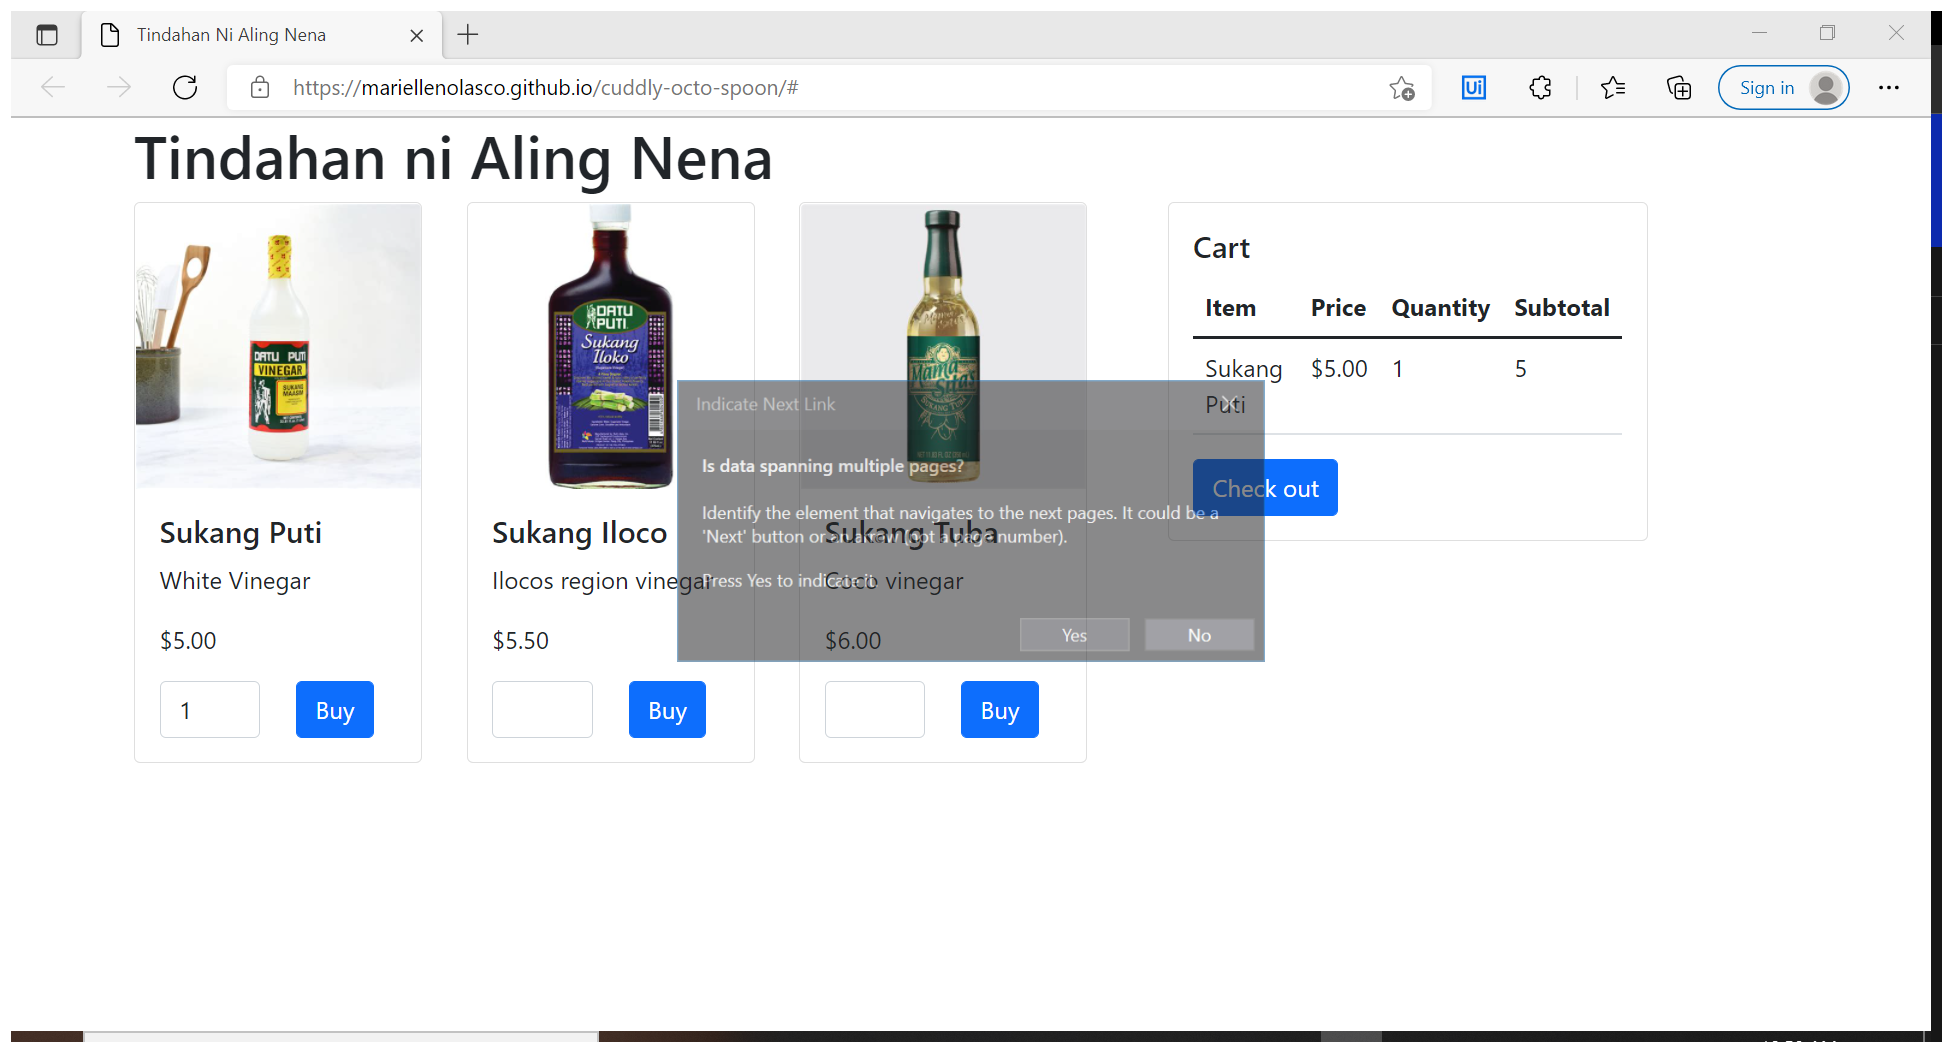 Tindahan Ni Aling Nena
https://mariellenolasco.github.io/cuddly-octo-spoon/#
Ui
Sign in
Tindahan ni Aling Nena
DATU PUTI
VINEGAR
SUKANG
MAASIM
DATU
PUTI
Sukang
Iloko
Mama
Sita's
SUKANG TUBA
Sukang Puti
White Vinegar
$5.00
1
Buy
Sukang Iloco
Ilocos region vinegar
$5.50
Buy
Sukang Tuba
Coco vinegar
$6.00
Buy
Cart
Item Price Quantity Subtotal
Sukang $5.00 1 5
Puti
Check out
Indicate Next Link
Is data spanning multiple pages?
Identify the element that navigates to the next pages. It could be a
'Next' button or an arrow (not a page number).
Press Yes to indicate it.
Yes
No